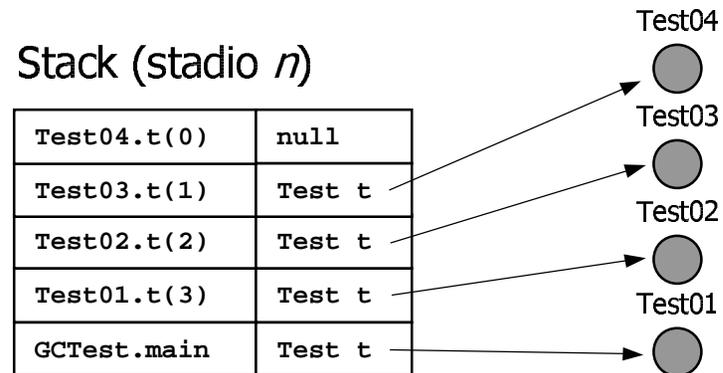 Stack (stadio n)
Test04.t(0) null
Test03.t(1) Test t
Test02.t(2) Test t
Test01.t(3) Test t
GCTest.main Test t
Test04
Test03
Test02
Test01